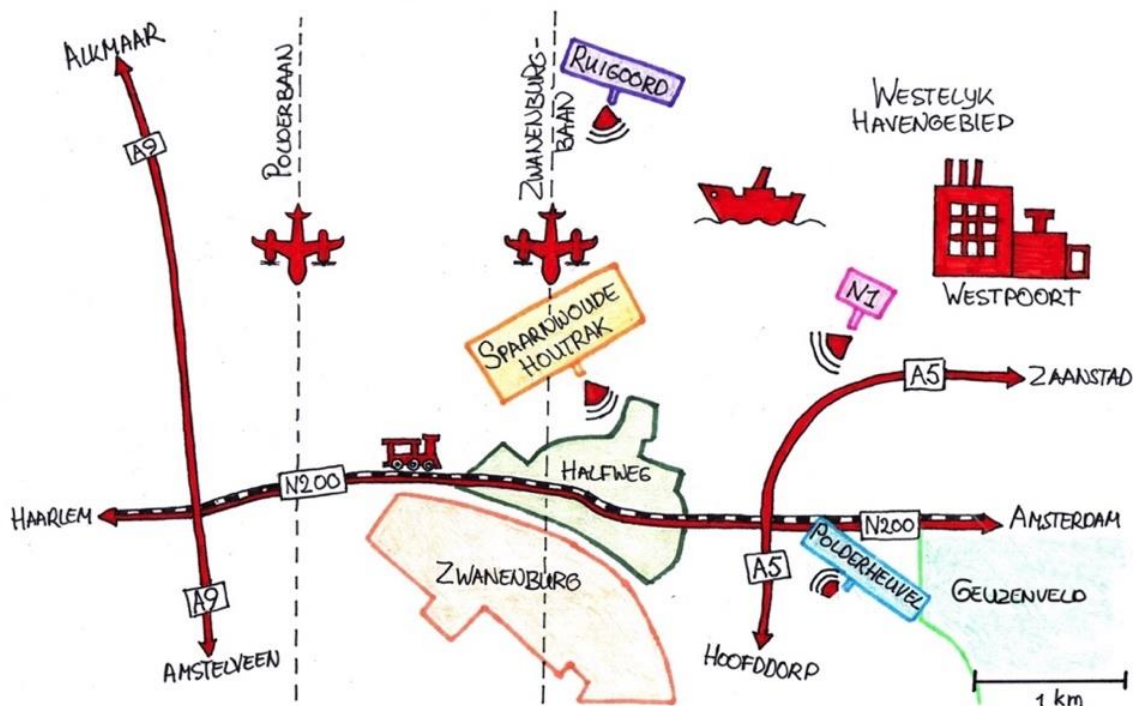 ALKMAAR
A9
POLDERBAAN
ZWANENBURG-
BAAN
RUIGOORD
WESTELYK
HAVENGEBIED
WESTPOORT
N1
SPAARNWOUDE
HOUTRAK
A5
ZAANSTAD
HALFWEG
N200
HAARLEM
N200
AMSTERDAM
POLDERHEUVEL
A5
ZWANENBURG
GEUZENVELD
A9
AMSTELVEEN
HOOFDDORP
1 km